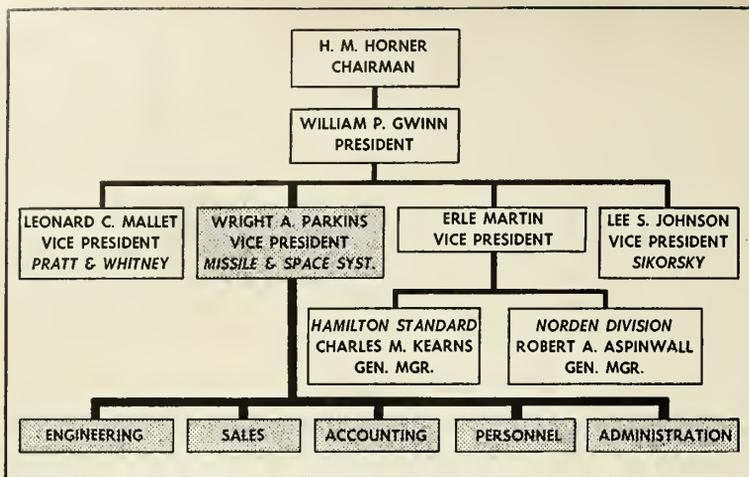 H. M. HORNER
CHAIRMAN
WILLIAM P. GWINN
PRESIDENT
LEONARD C. MALLET
VICE PRESIDENT
PRATT & WHITNEY
WRIGHT A. PARKINS
VICE PRESIDENT
MISSILE & SPACE SYST.
ERLE MARTIN
VICE PRESIDENT
LEE S. JOHNSON
VICE PRESIDENT
SIKORSKY
HAMILTON STANDARD
CHARLES M. KEARNS
GEN. MGR.
NORDEN DIVISION
ROBERT A. ASPINWALL
GEN. MGR.
ENGINEERING
SALES
ACCOUNTING
PERSONNEL
ADMINISTRATION